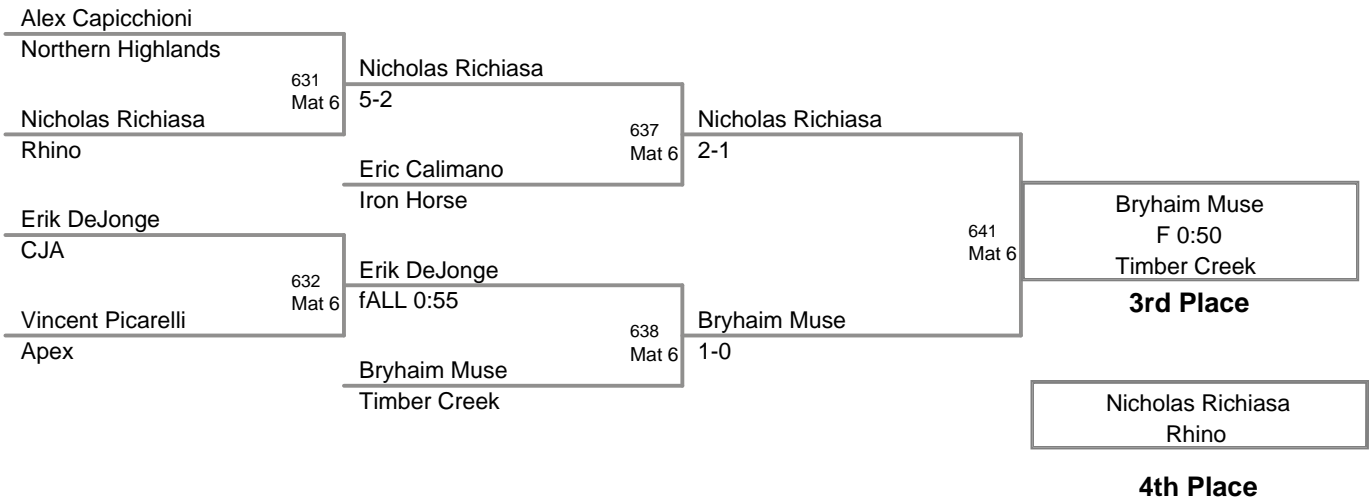 Alex Capicchioni
Northern Highlands
631
Mat 6
Nicholas Richiasa
5-2
Nicholas Richiasa
Rhino
637
Mat 6
Nicholas Richiasa
2-1
Eric Calimano
Iron Horse
Erik DeJonge
CJA
632
Mat 6
Erik DeJonge
fALL 0:55
Vincent Picarelli
Apex
638
Mat 6
Bryhaim Muse
1-0
Bryhaim Muse
Timber Creek
641
Mat 6
Bryhaim Muse
F 0:50
Timber Creek
3rd Place
Nicholas Richiasa
Rhino
4th Place